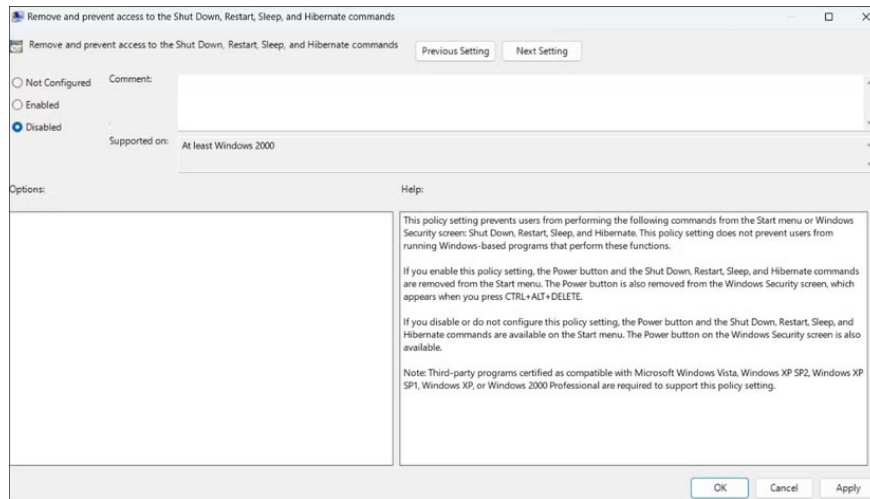 Remove and prevent access to the Shut Down, Restart, Sleep, and Hibernate commands
Remove and prevent access to the Shut Down, Restart, Sleep, and Hibernate commands
Previous Setting
Next Setting
Not Configured
Enabled
Disabled
Comment:
Supported on:
At least Windows 2000
Options:
Help:
This policy setting prevents users from performing the following commands from the Start menu or Windows
Security screen: Shut Down, Restart, Sleep, and Hibernate. This policy setting does not prevent users from
running Windows-based programs that perform these functions.
If you enable this policy setting, the Power button and the Shut Down, Restart, Sleep, and Hibernate commands
are removed from the Start menu. The Power button is also removed from the Windows Security screen, which
appears when you press CTRL+ALT+DELETE.
If you disable or do not configure this policy setting, the Power button and the Shut Down, Restart, Sleep, and
Hibernate commands are available on the Start menu. The Power button on the Windows Security screen is also
available.
Note: Third-party programs certified as compatible with Microsoft Windows Vista, Windows XP SP2, Windows XP
SP1, Windows XP, or Windows 2000 Professional are required to support this policy setting.
OK
Cancel
Apply